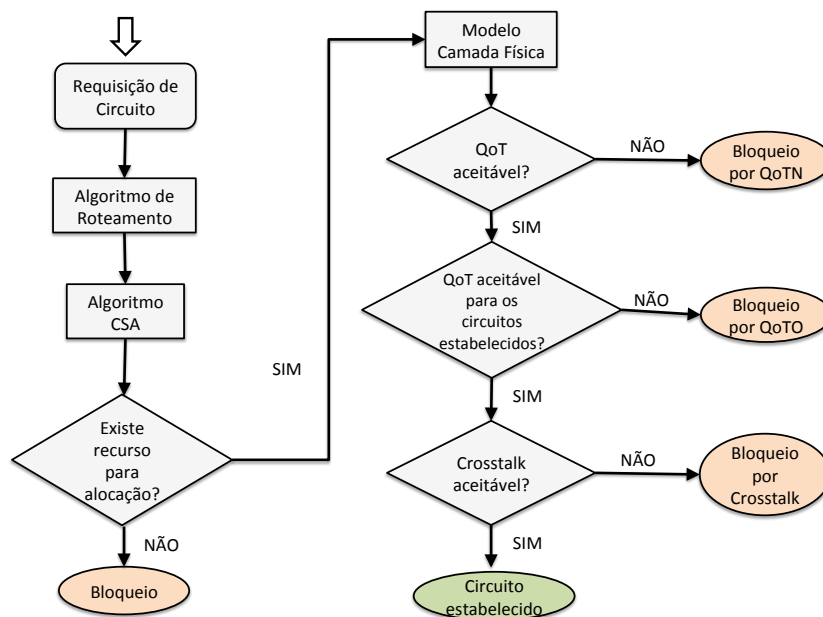 Requisição de
Circuito
Algoritmo de
Roteamento
Algoritmo
CSA
Existe
recurso
para
alocação?
NÃO
Bloqueio
SIM
Modelo
Camada Física
QoT
aceitável?
NÃO
Bloqueio
por QoTN
SIM
QoT aceitável
para os
circuitos
estabelecidos?
NÃO
Bloqueio
por QoTO
SIM
Crosstalk
aceitável?
NÃO
Bloqueio
por
Crosstalk
SIM
Circuito
estabelecido